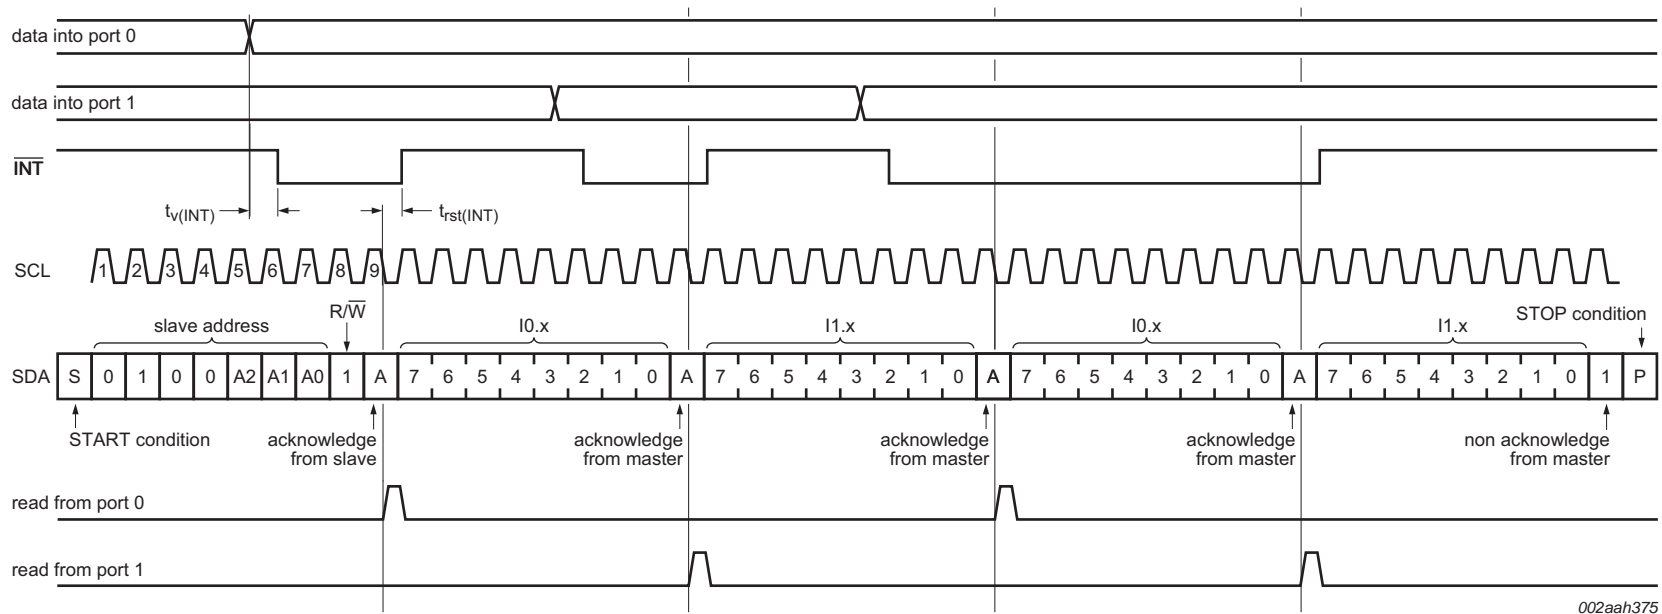 data into port 0
data into port 1
INT
tv(INT)
trst(INT)
SCL
1 2 3 4 5 6 7 8 9
R/W
slave address
I0.x
I1.x
I0.x
I1.x
STOP condition
SDA
S 0 1 0 0 A2 A1 A0 1 A 7 6 5 4 3 2 1 0 A 7 6 5 4 3 2 1 0 A 7 6 5 4 3 2 1 0 A 7 6 5 4 3 2 1 0 1 P
START condition
acknowledge
from slave
acknowledge
from master
acknowledge
from master
acknowledge
from master
non acknowledge
from master
read from port 0
read from port 1
002aah375